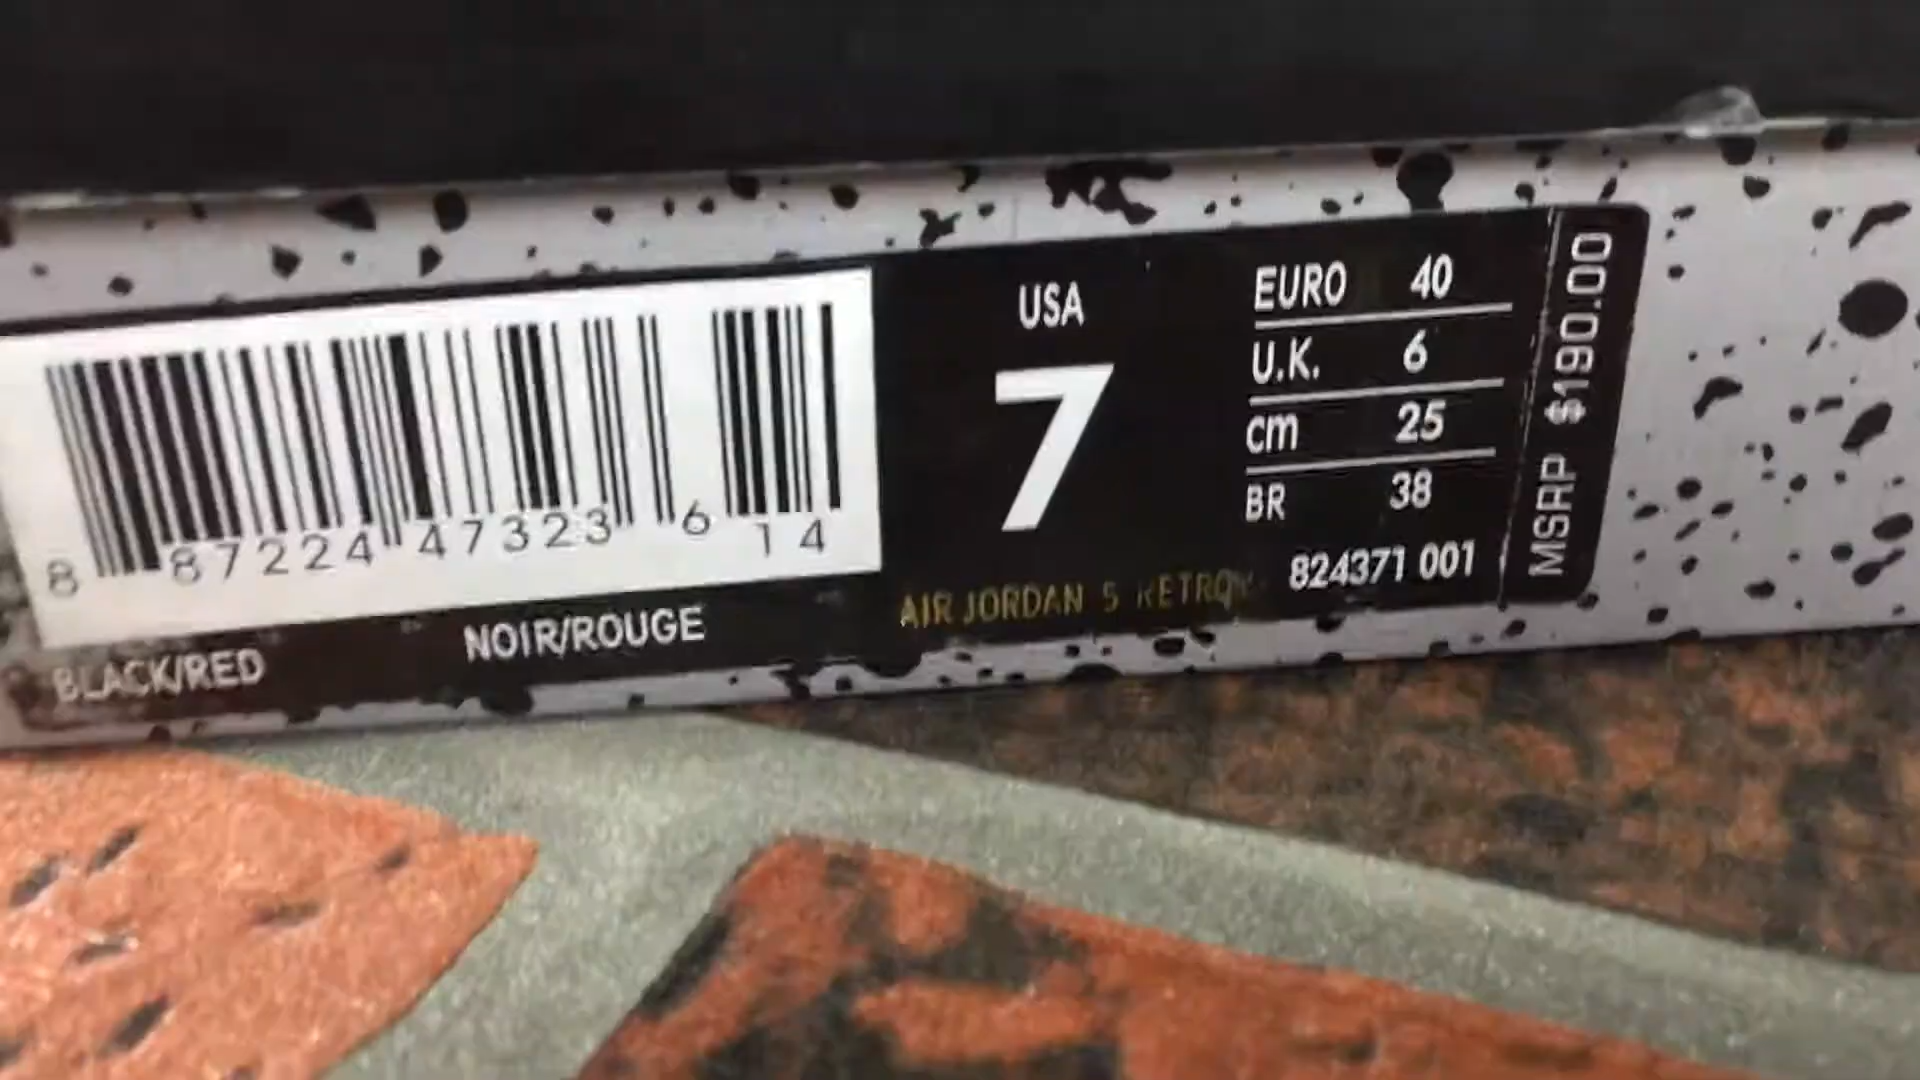 8 87224 47323 6 14
BLACK/RED NOIR/ROUGE
USA
7
AIR JORDAN 5 RETRO
EURO 40
U.K. 6
cm 25
BR 38
824371 001
MSRP $190.00